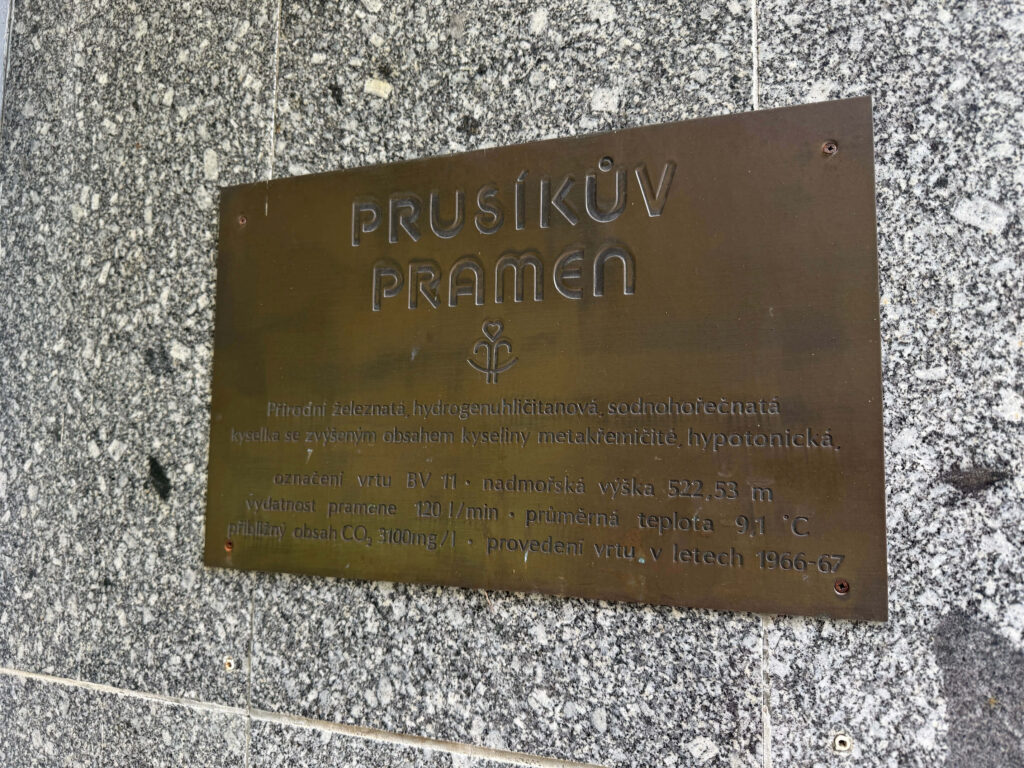 PRUSÍKŮV
PRAMEN
Přírodní železnatá, hydrogenuhličitanová, sodnohořečnatá
kyselka se zvýšeným obsahem kyseliny metakřemičité, hypotonická.
označení vrtu BV 11 · nadmořská výška 522,53 m
vydatnost pramene 120 l/min · průměrná teplota 9,1 °C
přibližný obsah CO₂ 3100mg/l · provedení vrtu v letech 1966-67